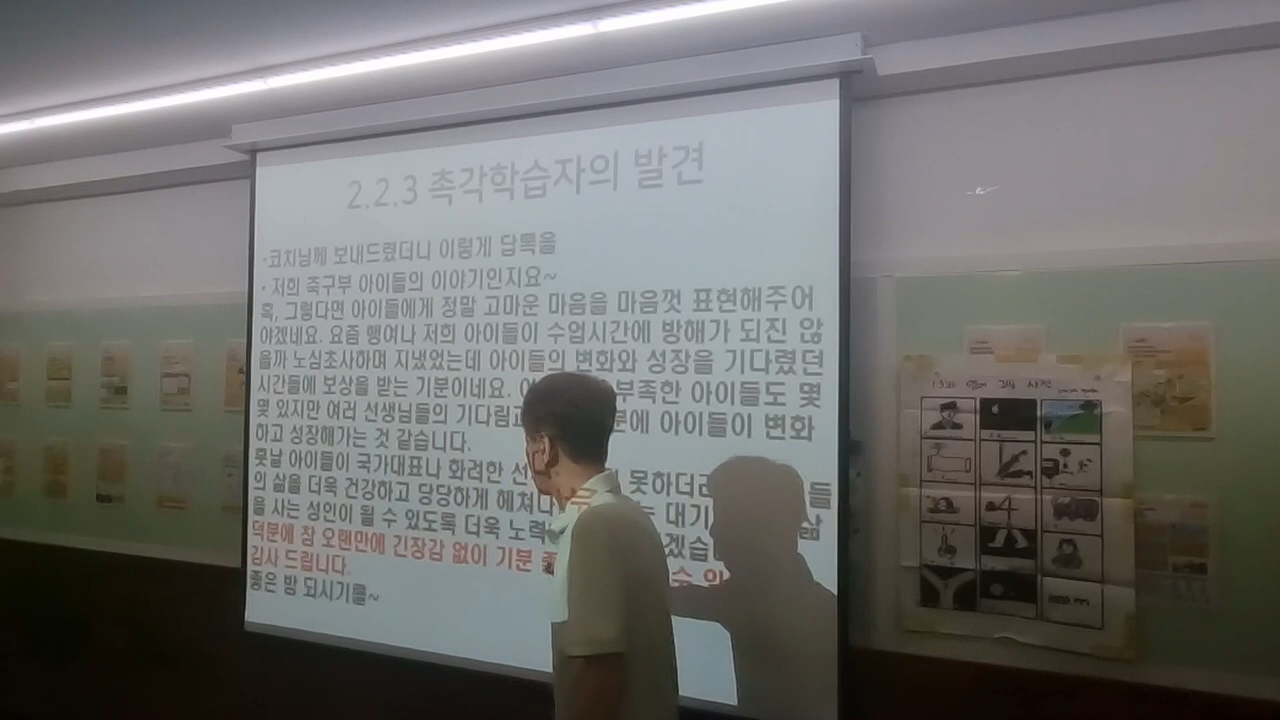 2.2.3 촉각학습자의 발견
·코치님께 보내드렸더니 이렇게 답톡을
· 저희 축구부 아이들의 이야기인지요~
혹, 그렇다면 아이들에게 정말 고마운 마음을 마음껏 표현해주어
야겠네요. 요즘 행여나 저희 아이들이 수업시간에 방해가 되진 않
을까 노심초사하며 지냈었는데 아이들의 변화와 성장을 기다렸던
시간들에 보상을 받는 기분이네요. 부족한 아이들도 몇
몇 있지만 여러 선생님들의 기다림과 아이들이 변화
하고 성장해가는 것 같습니다.
훗날 아이들이 국가대표나 화려한 못하더라
의 삶을 더욱 건강하고 당당하게 헤쳐나
을 사는 성인이 될 수 있도록 더욱 노력
덕분에 참 오랜만에 긴장감 없이 기분
감사 드립니다.
좋은 밤 되시기를~